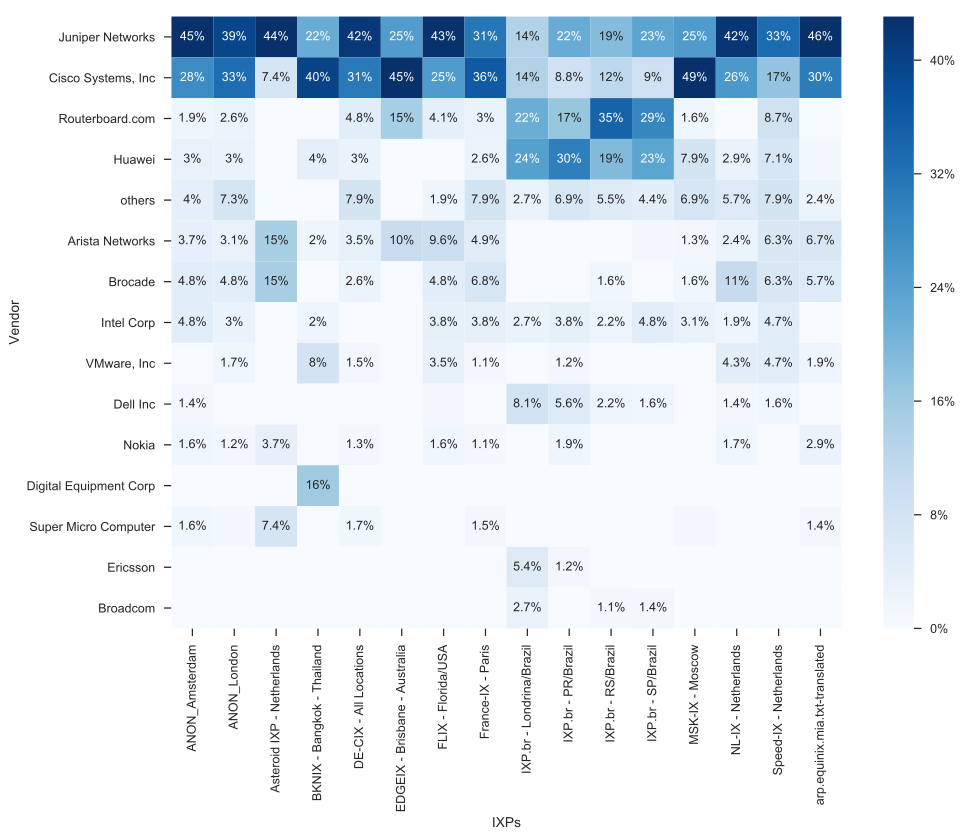 Juniper Networks 45% 39% 44% 22% 42% 25% 43% 31% 14% 22% 19% 23% 25% 42% 33% 46%
Cisco Systems, Inc 28% 33% 7.4% 40% 31% 45% 25% 36% 14% 8.8% 12% 9% 49% 26% 17% 30%
Routerboard.com 1.9% 2.6% 4.8% 15% 4.1% 3% 22% 17% 35% 29% 1.6% 8.7%
Huawei 3% 3% 4% 3% 2.6% 24% 30% 19% 23% 7.9% 2.9% 7.1%
others 4% 7.3% 7.9% 1.9% 7.9% 2.7% 6.9% 5.5% 4.4% 6.9% 5.7% 7.9% 2.4%
Arista Networks 3.7% 3.1% 15% 2% 3.5% 10% 9.6% 4.9% 1.3% 2.4% 6.3% 6.7%
Brocade 4.8% 4.8% 15% 2.6% 4.8% 6.8% 1.6% 1.6% 11% 6.3% 5.7%
Intel Corp 4.8% 3% 2% 3.8% 3.8% 2.7% 3.8% 2.2% 4.8% 3.1% 1.9% 4.7%
VMware, Inc 1.7% 8% 1.5% 3.5% 1.1% 1.2% 4.3% 4.7% 1.9%
Dell Inc 1.4% 8.1% 5.6% 2.2% 1.6% 1.4% 1.6%
Nokia 1.6% 1.2% 3.7% 1.3% 1.6% 1.1% 1.9% 1.7% 2.9%
Digital Equipment Corp 16%
Super Micro Computer 1.6% 7.4% 1.7% 1.5% 1.4%
Ericsson 5.4% 1.2%
Broadcom 2.7% 1.1% 1.4%
Vendor
ANON_Amsterdam
ANON_London
Asteroid IXP - Netherlands
BKNIX - Bangkok - Thailand
DE-CIX - All Locations
EDGEIX - Brisbane - Australia
FLIX - Florida/USA
France-IX - Paris
IXP.br - Londrina/Brazil
IXP.br - PR/Brazil
IXP.br - RS/Brazil
IXP.br - SP/Brazil
MSK-IX - Moscow
NL-IX - Netherlands
Speed-IX - Netherlands
arp.equinix.mia.txt-translated
IXPs
40%
32%
24%
16%
8%
0%